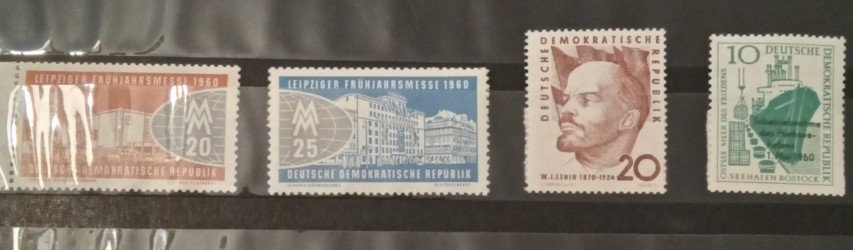 LEIPZIGER FRÜHJAHRSMESSE 1960
MM
20
DEUTSCHE DEMOKRATISCHE REPUBLIK
LEIPZIGER FRÜHJAHRSMESSE 1960
MM
25
DEUTSCHE DEMOKRATISCHE REPUBLIK
DEUTSCHE DEMOKRATISCHE REPUBLIK
W.I. LENIN 1870-1924
20
10
DEUTSCHE
DEMOKRATISCHE REPUBLIK
OSTSEE MEER DES FRIEDENS
1960
SEEHAFEN ROSTOCK